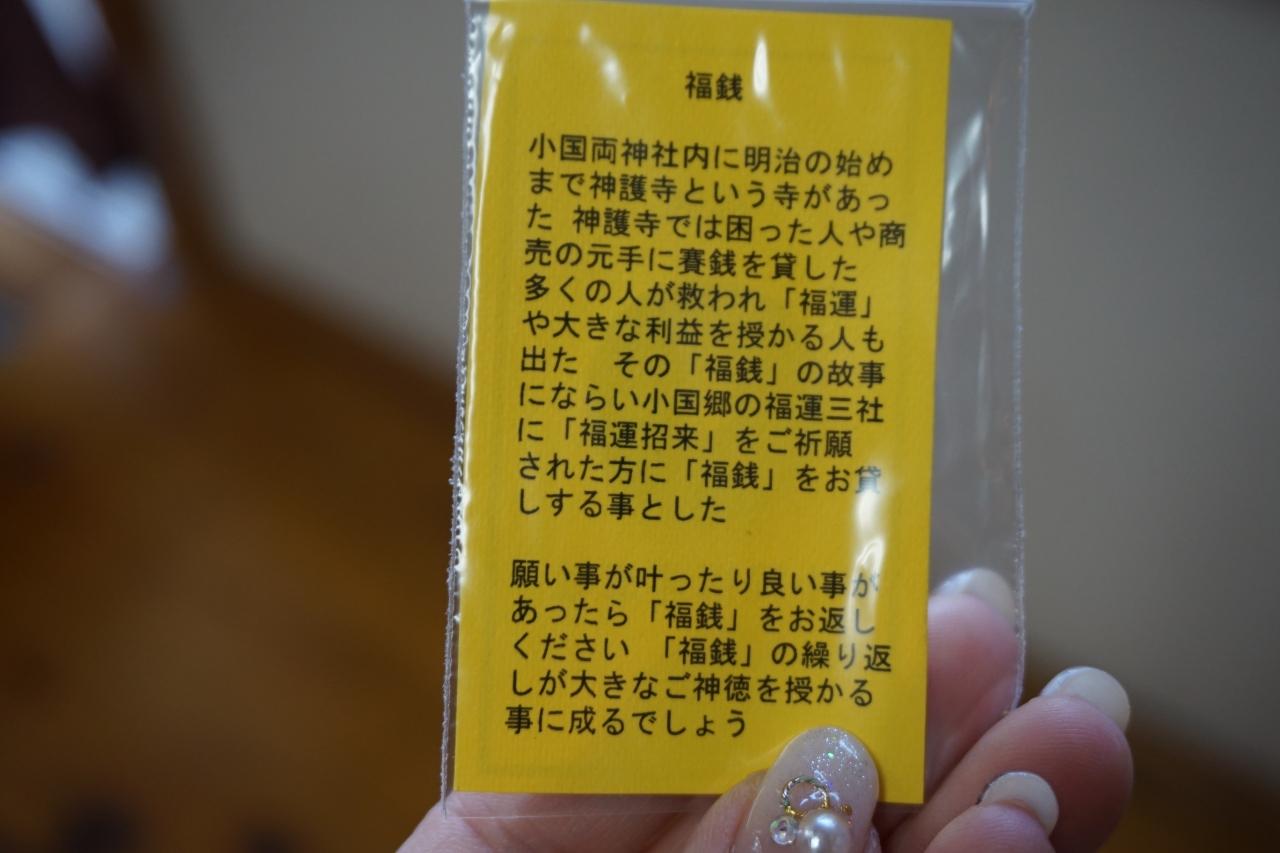 福銭
小国両神社内に明治の始め
まで神護寺という寺があっ
た 神護寺では困った人や商
売の元手に賽銭を貸した
多くの人が救われ「福運」
や大きな利益を授かる人も
出た　その「福銭」の故事
にならい小国郷の福運三社
に「福運招来」をご祈願
された方に「福銭」をお貸
しする事とした
願い事が叶ったり良い事が
あったら「福銭」をお返し
ください　「福銭」の繰り返
しが大きなご神徳を授かる
事に成るでしょう